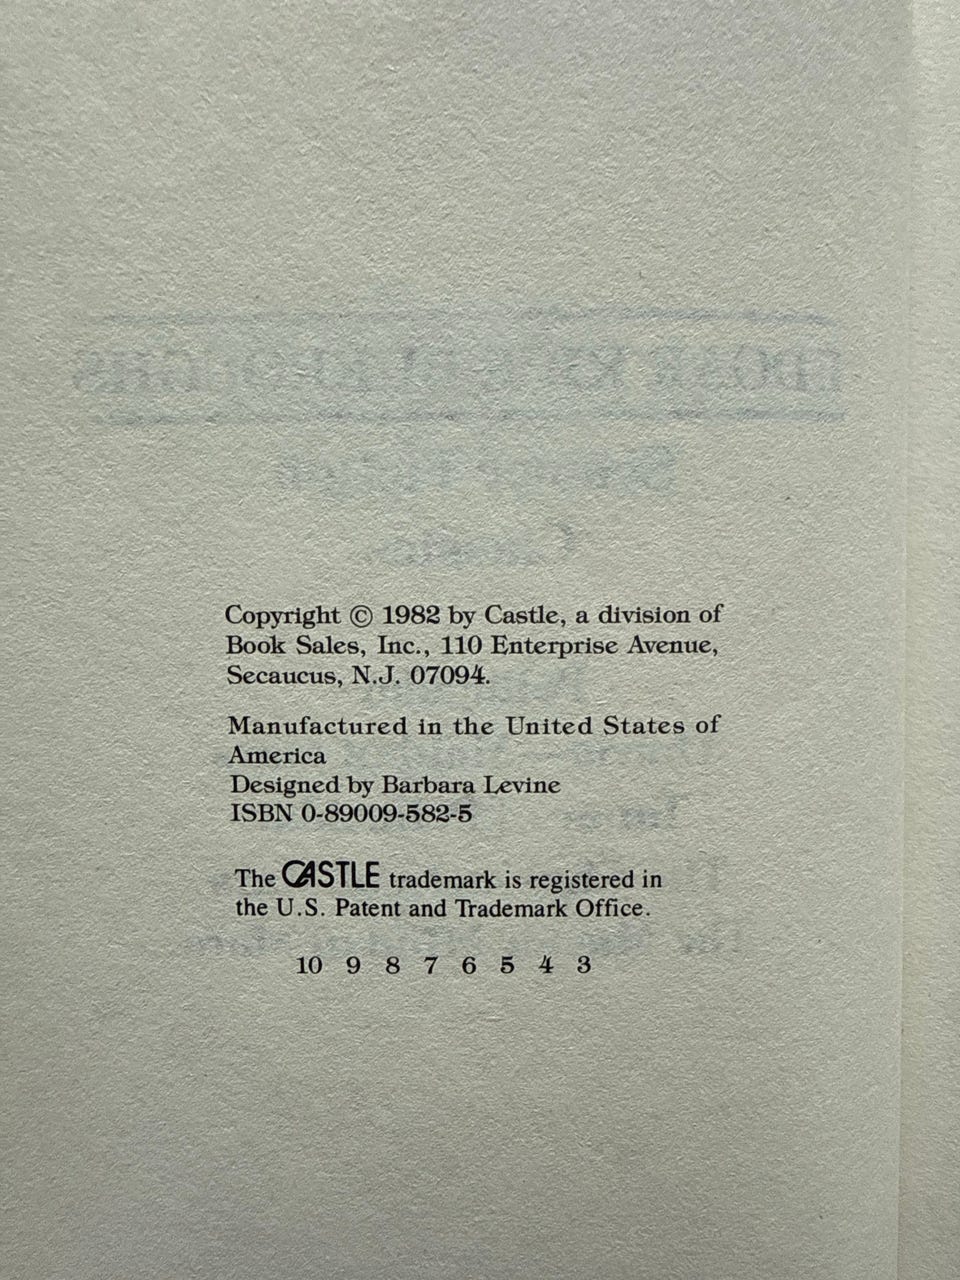 Copyright © 1982 by Castle, a division of
Book Sales, Inc., 110 Enterprise Avenue,
Secaucus, N.J. 07094.
Manufactured in the United States of
America
Designed by Barbara Levine
ISBN 0-89009-582-5
The CASTLE trademark is registered in
the U.S. Patent and Trademark Office.
10 9 8 7 6 5 4 3